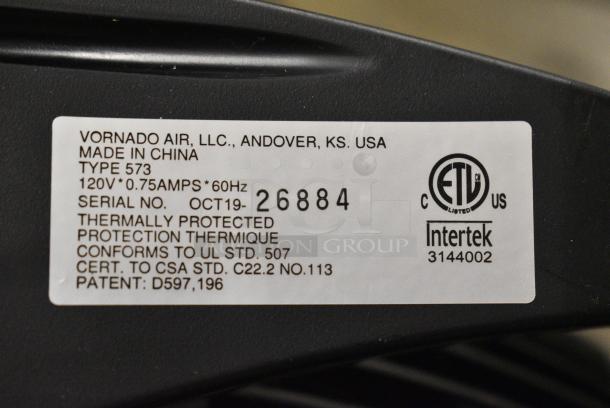 VORNADO AIR, LLC., ANDOVER, KS. USA
MADE IN CHINA
TYPE 573
120V*0.75AMPS*60Hz
SERIAL NO. OCT19-26884
THERMALLY PROTECTED
PROTECTION THERMIQUE
CONFORMS TO UL STD. 507
CERT. TO CSA STD. C22.2 NO.113
PATENT: D597,196
ETL
LISTED
C US
Intertek
3144002
GROUP